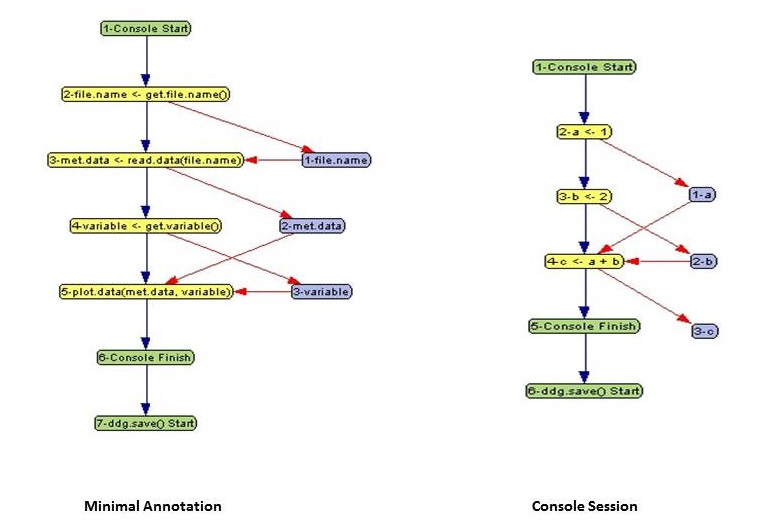 1-Console Start
2-file.name <- get.file.name()
3-met.data <- read.data(file.name)
1-file.name
4-variable <- get.variable()
2-met.data
5-plot.data(met.data, variable)
3-variable
6-Console Finish
7-ddg.save() Start
Minimal Annotation
1-Console Start
2-a <- 1
3-b <- 2
1-a
4-c <- a + b
2-b
5-Console Finish
3-c
6-ddg.save() Start
Console Session